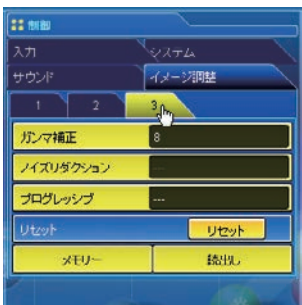 制御
入力 システム
サウンド イメージ調整
1 2 3
ガンマ補正 8
ノイズリダクション ---
プログレッシブ ---
リセット リセット
メモリー 読出し